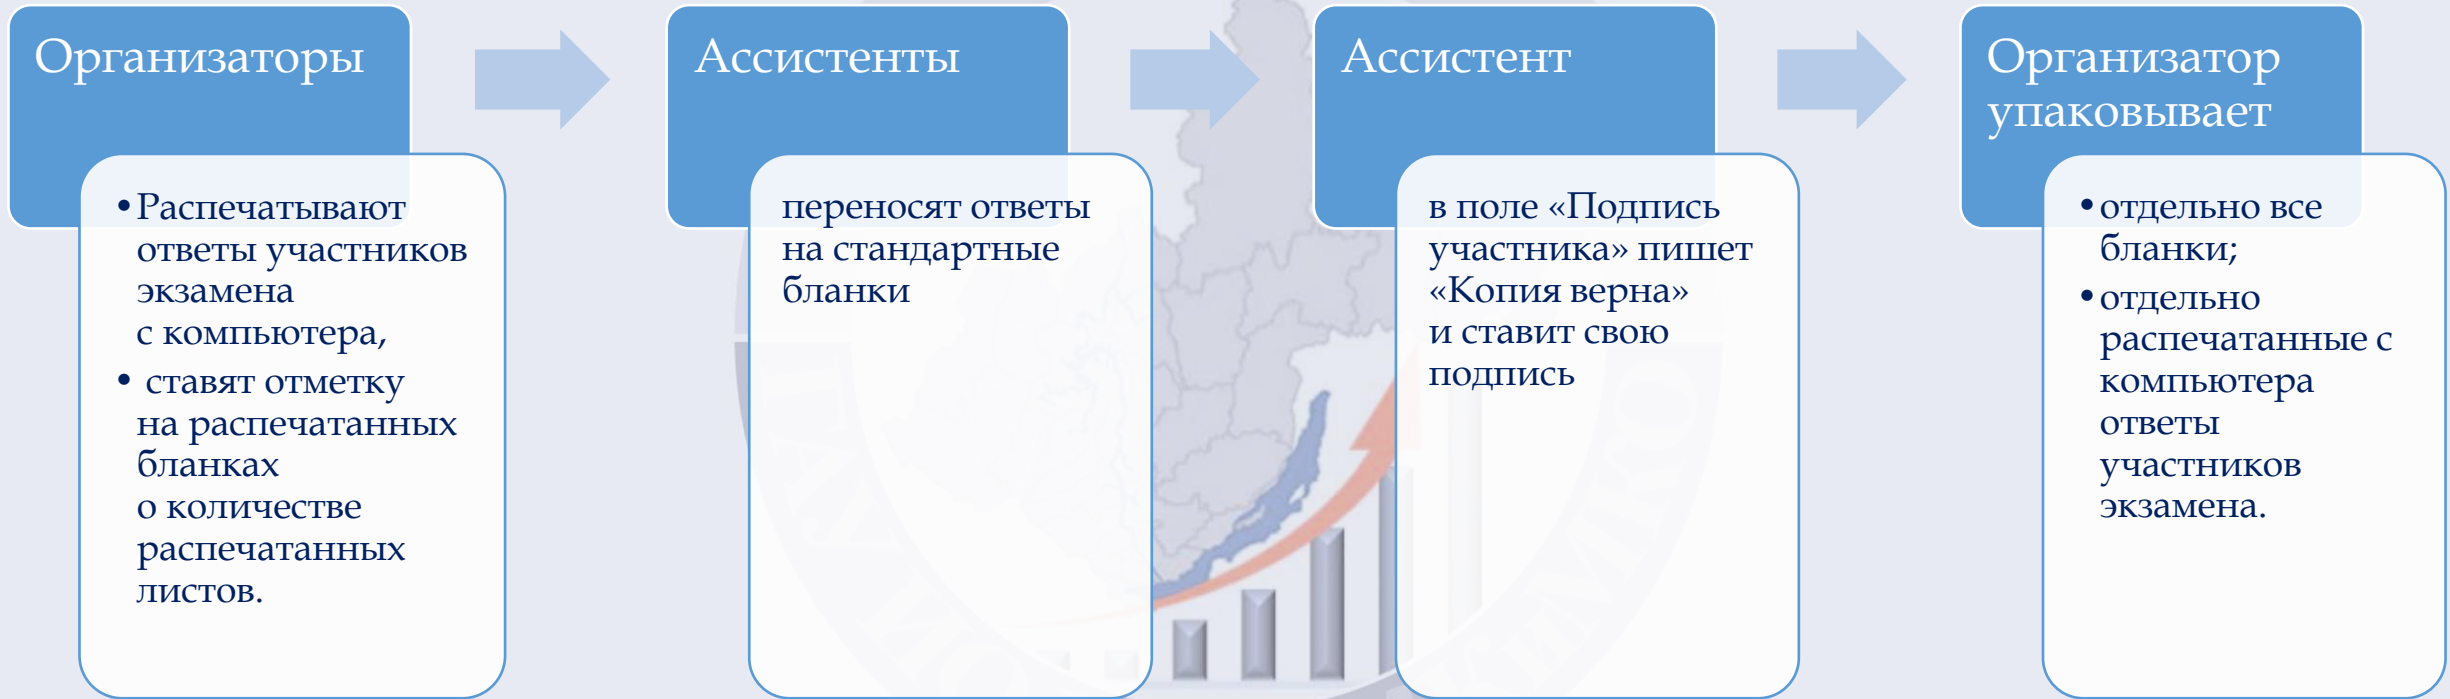 Организаторы
•Распечатывают
ответы участников
экзамена
с компьютера,
• ставят отметку
на распечатанных
бланках
о количестве
распечатанных
листов.
Ассистенты
переносят ответы
на стандартные
бланки
Ассистент
в поле «Подпись
участника» пишет
«Копия верна»
и ставит свою
подпись
Организатор
упаковывает
•отдельно все
бланки;
•отдельно
распечатанные с
компьютера
ответы
участников
экзамена.